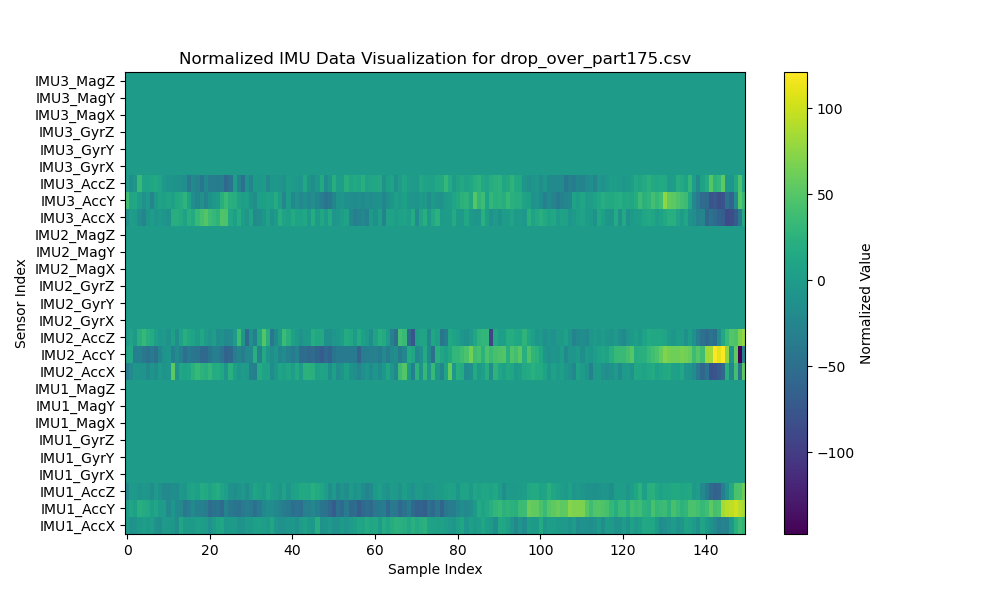 Normalized IMU Data Visualization for drop_over_part175.csv
Sensor Index
IMU3_MagZ
IMU3_MagY
IMU3_MagX
IMU3_GyrZ
IMU3_GyrY
IMU3_GyrX
IMU3_AccZ
IMU3_AccY
IMU3_AccX
IMU2_MagZ
IMU2_MagY
IMU2_MagX
IMU2_GyrZ
IMU2_GyrY
IMU2_GyrX
IMU2_AccZ
IMU2_AccY
IMU2_AccX
IMU1_MagZ
IMU1_MagY
IMU1_MagX
IMU1_GyrZ
IMU1_GyrY
IMU1_GyrX
IMU1_AccZ
IMU1_AccY
IMU1_AccX
0 20 40 60 80 100 120 140
Sample Index
100
50
0
−50
−100
Normalized Value